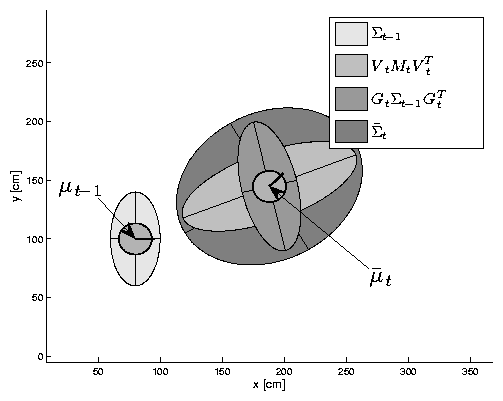 Σ_{t−1}
V_t M_t V_t^T
G_t Σ_{t−1} G_t^T
Σ̄_t
μ_{t−1}
μ̄_t
y [cm]
250
200
150
100
50
0
50 100 150 200 250 300 350
x [cm]